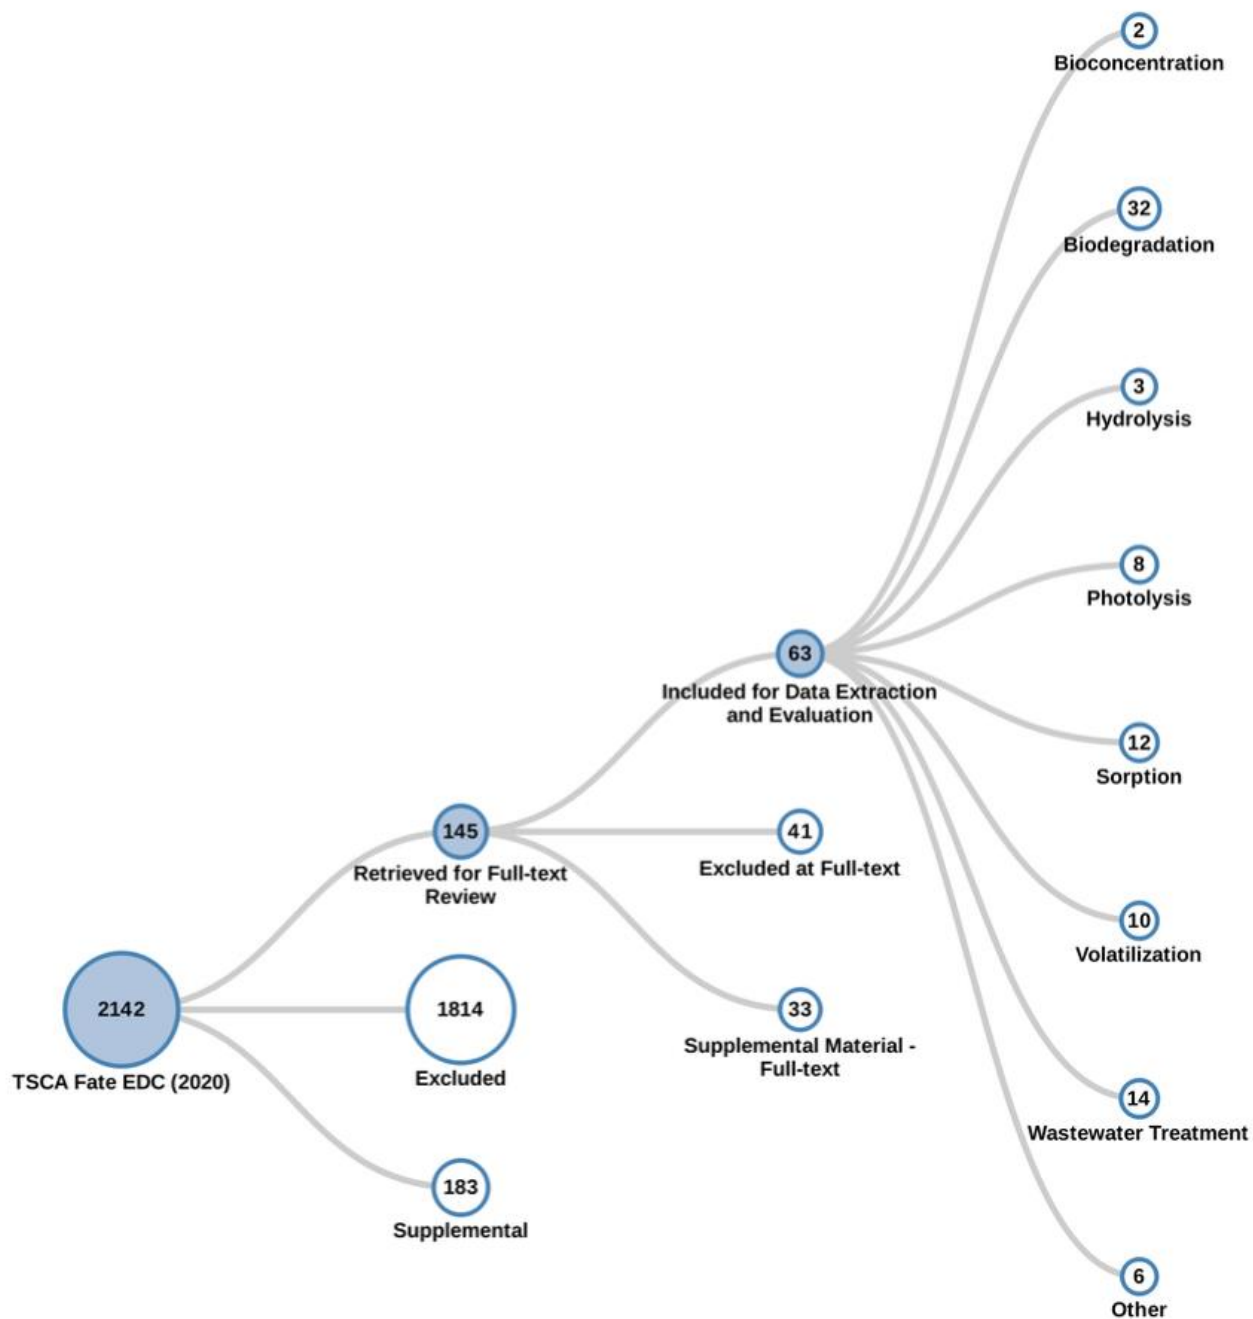 2
Bioconcentration
32
Biodegradation
3
Hydrolysis
8
Photolysis
63
Included for Data Extraction
and Evaluation
12
Sorption
145
Retrieved for Full-text
Review
41
Excluded at Full-text
10
Volatilization
2142
TSCA Fate EDC (2020)
1814
Excluded
33
Supplemental Material -
Full-text
14
Wastewater Treatment
183
Supplemental
6
Other